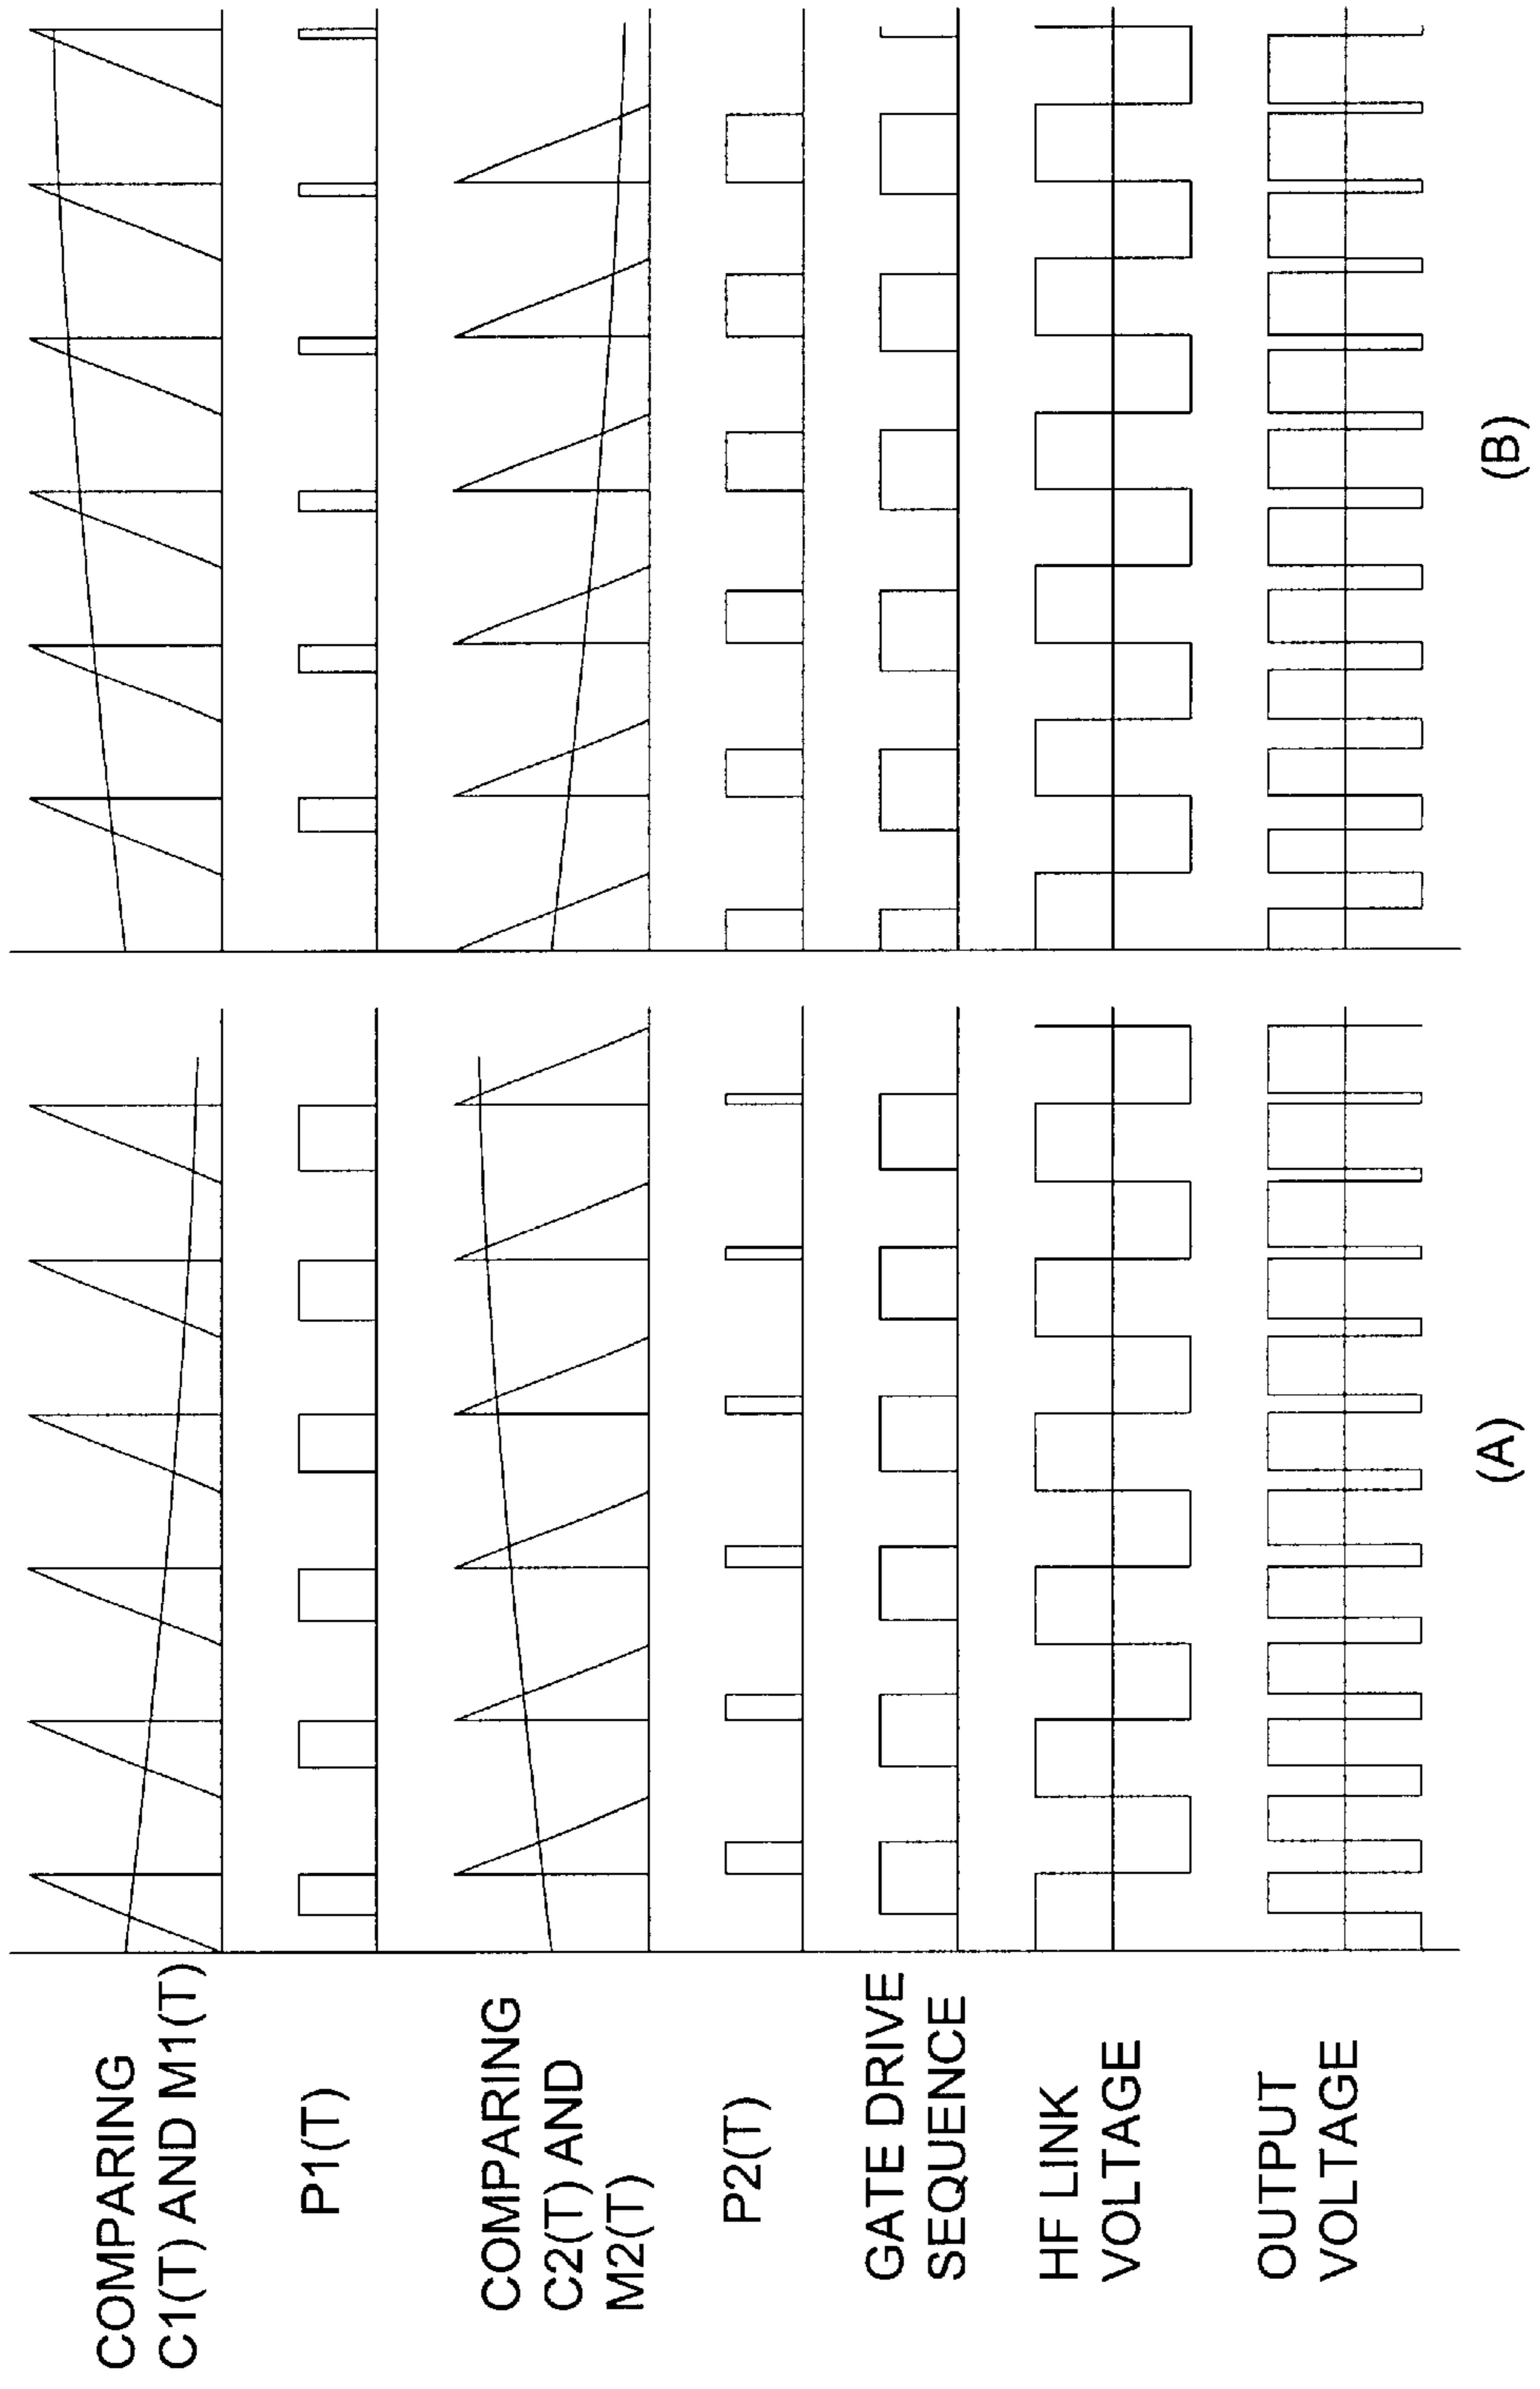 COMPARING
C1(T) AND M1(T)
P1(T)
COMPARING
C2(T) AND
M2(T)
P2(T)
GATE DRIVE
SEQUENCE
HF LINK
VOLTAGE
OUTPUT
VOLTAGE
(A)
(B)